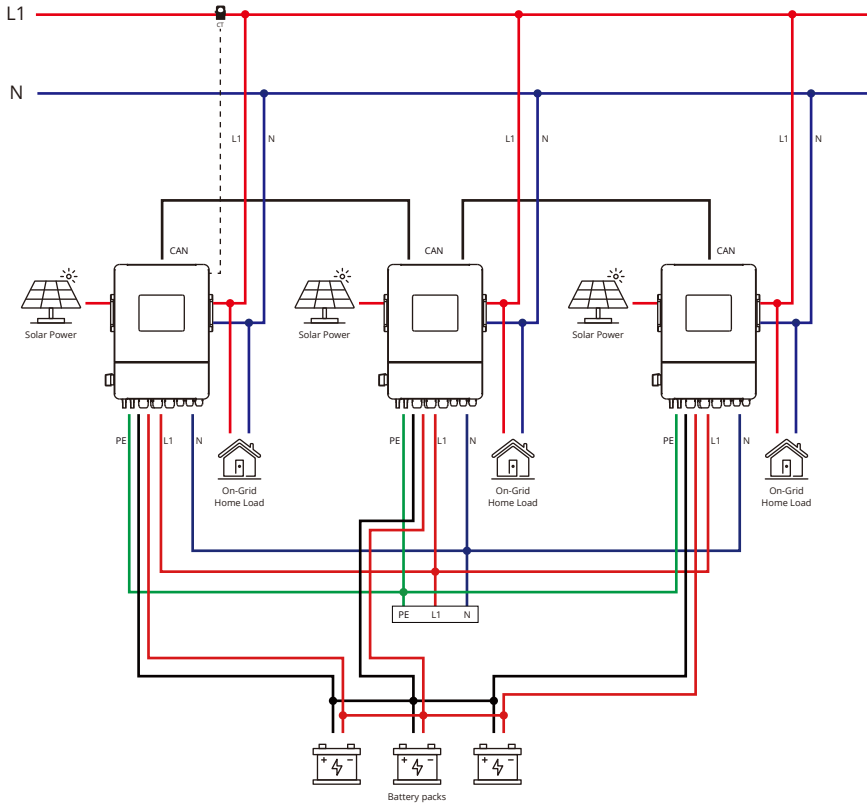 L1
CT
N
L1 N
L1 N
L1 N
CAN
CAN
CAN
Solar Power
Solar Power
Solar Power
PE L1 N
PE L1 N
PE L1 N
On-Grid
Home Load
On-Grid
Home Load
On-Grid
Home Load
PE L1 N
+ -
+ -
+ -
Battery packs